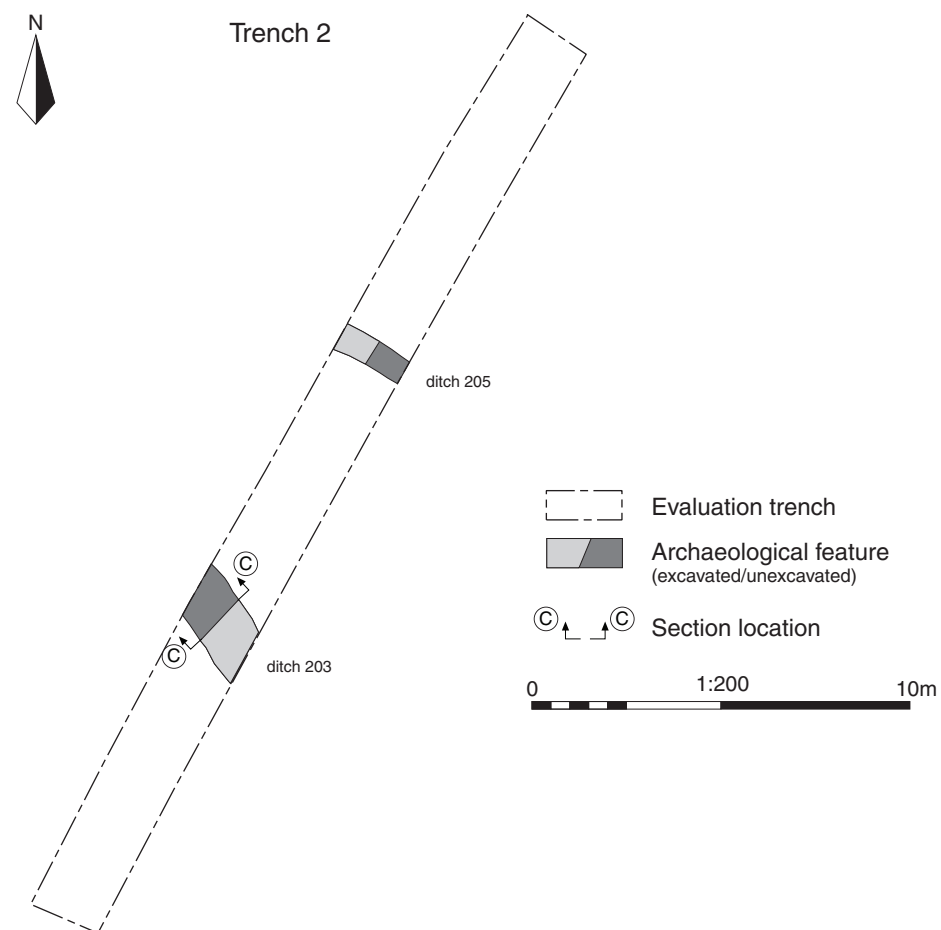 N
Trench 2
ditch 205
C
C
ditch 203
Evaluation trench
Archaeological feature
(excavated/unexcavated)
C C Section location
0 1:200 10m